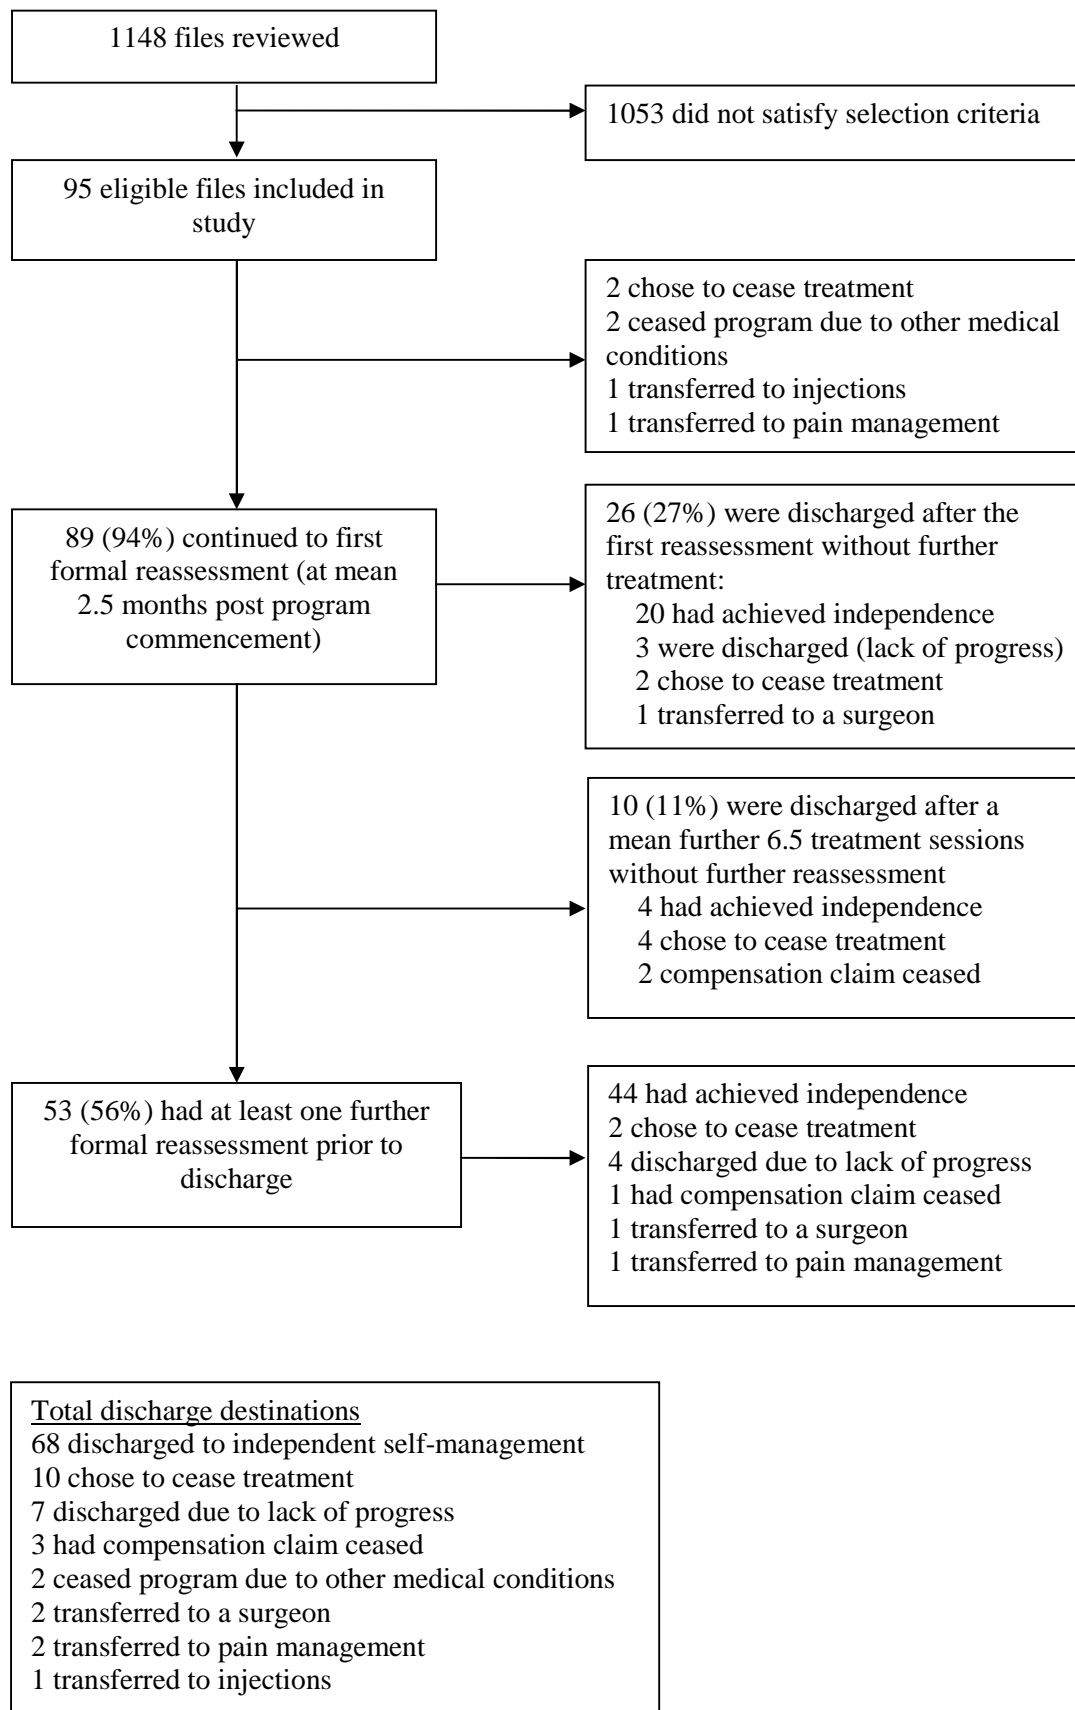 1148 files reviewed
1053 did not satisfy selection criteria
95 eligible files included in
study
2 chose to cease treatment
2 ceased program due to other medical
conditions
1 transferred to injections
1 transferred to pain management
89 (94%) continued to first
formal reassessment (at mean
2.5 months post program
commencement)
26 (27%) were discharged after the
first reassessment without further
treatment:
20 had achieved independence
3 were discharged (lack of progress)
2 chose to cease treatment
1 transferred to a surgeon
10 (11%) were discharged after a
mean further 6.5 treatment sessions
without further reassessment
4 had achieved independence
4 chose to cease treatment
2 compensation claim ceased
53 (56%) had at least one further
formal reassessment prior to
discharge
44 had achieved independence
2 chose to cease treatment
4 discharged due to lack of progress
1 had compensation claim ceased
1 transferred to a surgeon
1 transferred to pain management
Total discharge destinations
68 discharged to independent self-management
10 chose to cease treatment
7 discharged due to lack of progress
3 had compensation claim ceased
2 ceased program due to other medical conditions
2 transferred to a surgeon
2 transferred to pain management
1 transferred to injections